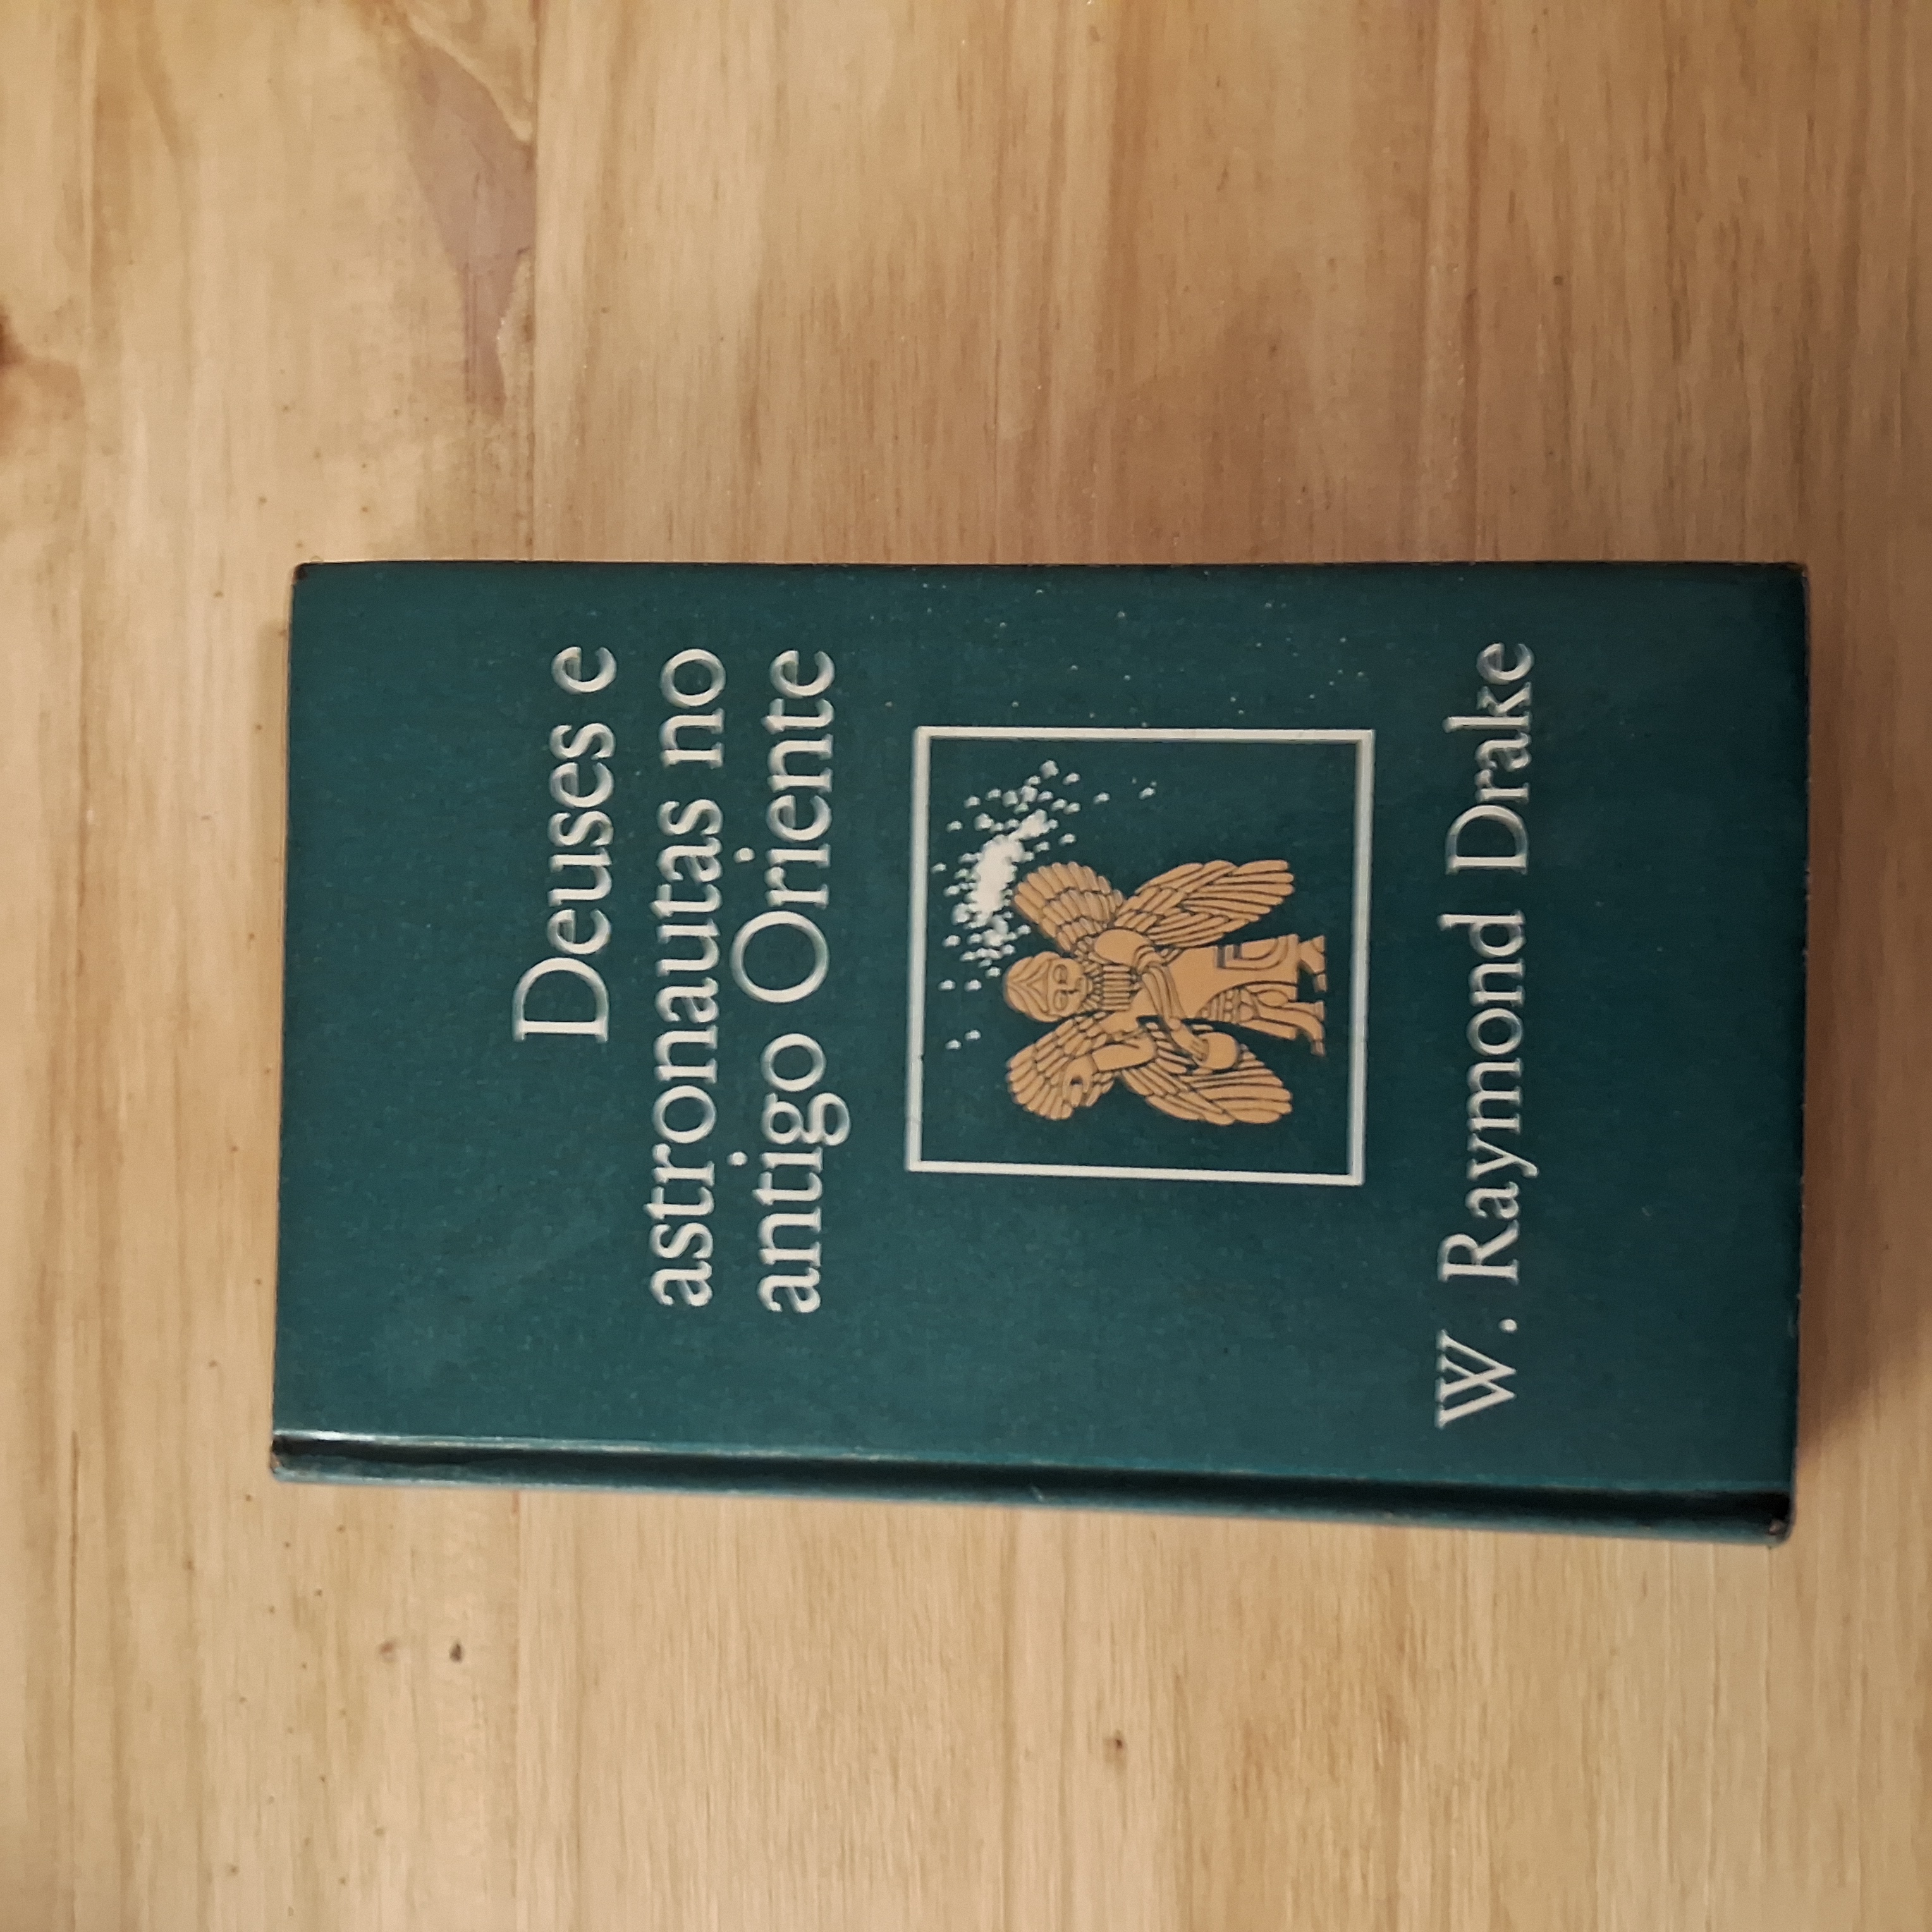 Deuses e
astronautas no
antigo Oriente
W. Raymond Drake